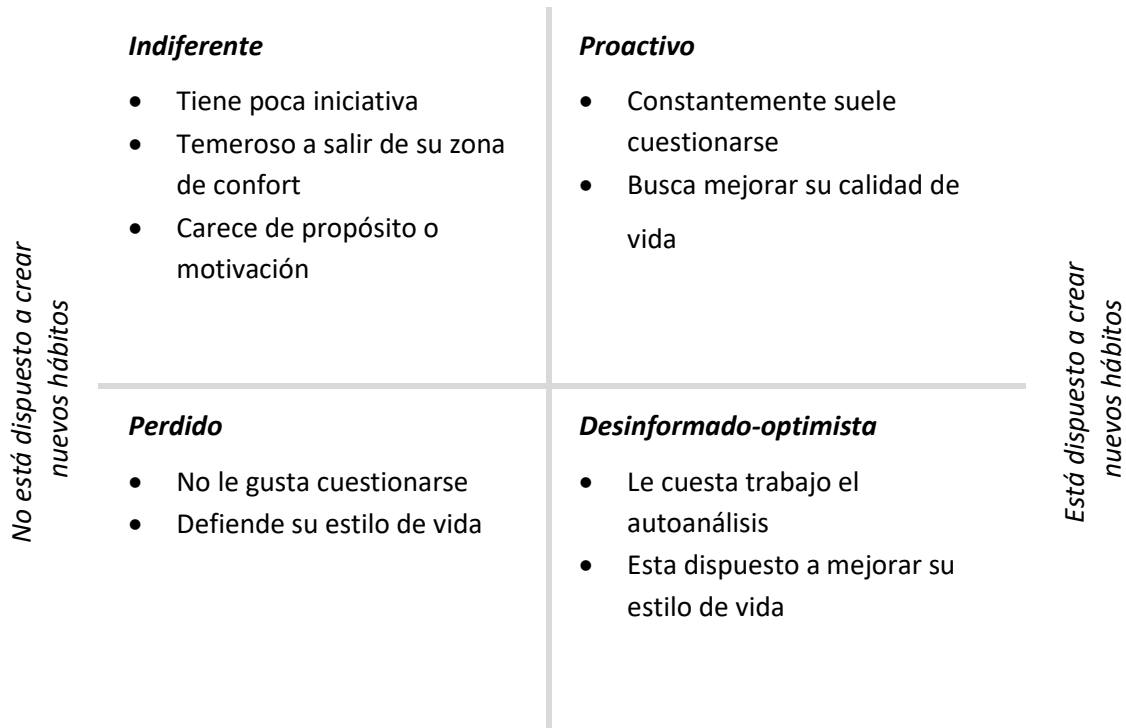 Indiferente
• Tiene poca iniciativa
• Temeroso a salir de su zona
de confort
• Carece de propósito o
motivación
Proactivo
• Constantemente suele
cuestionarse
• Busca mejorar su calidad de
vida
No está dispuesto a crear
nuevos hábitos
Está dispuesto a crear
nuevos hábitos
Perdido
• No le gusta cuestionarse
• Defiende su estilo de vida
Desinformado-optimista
• Le cuesta trabajo el
autoanálisis
• Esta dispuesto a mejorar su
estilo de vida